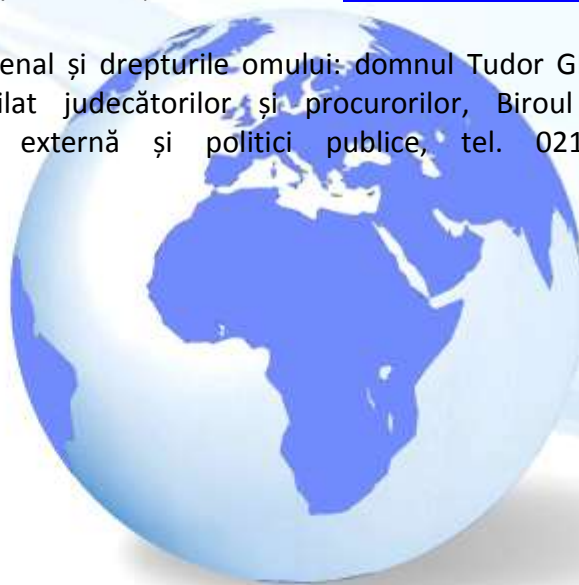 enal și drepturile omului: domnul Tudor G
ilat judecătorilor și procurorilor, Biroul
externă și politici publice, tel. 021